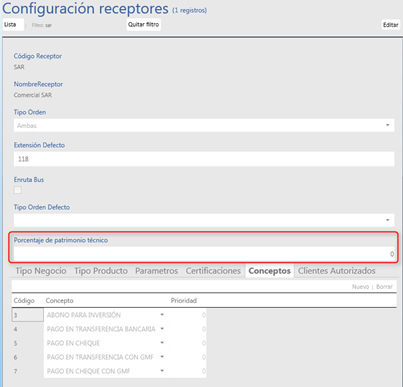 Configuración receptores (1 registros)
Lista Filtro: sar Quitar filtro Editar
Código Receptor
SAR
NombreReceptor
Comercial SAR
Tipo Orden
Ambas
Extensión Defecto
118
Enruta Bus
Tipo Orden Defecto
Porcentaje de patrimonio técnico
0
Tipo Negocio Tipo Producto Parametros Certificaciones Conceptos Clientes Autorizados
Nuevo | Borrar
Código Concepto Prioridad
3 ABONO PARA INVERSIÓN 0
4 PAGO EN TRANSFERENCIA BANCARIA 0
5 PAGO EN CHEQUE 0
6 PAGO EN TRANSFERENCIA CON GMF 0
7 PAGO EN CHEQUE CON GMF 0